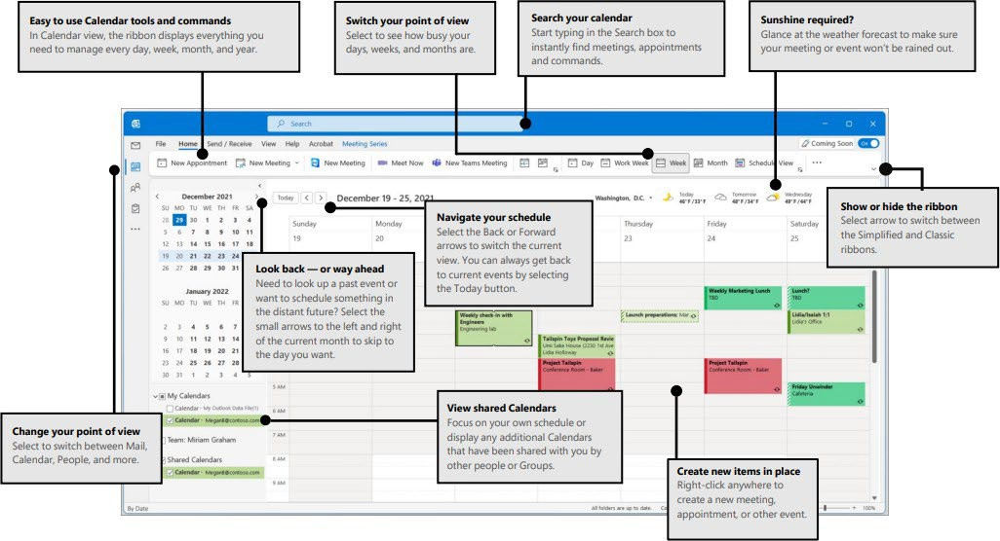 Easy to use Calendar tools and commands
In Calendar view, the ribbon displays everything you
need to manage every day, week, month, and year.
Switch your point of view
Select to see how busy your
days, weeks, and months are.
Search your calendar
Start typing in the Search box to
instantly find meetings, appointments
and commands.
Sunshine required?
Glance at the weather forecast to make sure
your meeting or event won't be rained out.
Search
File Home Send / Receive View Help Acrobat Meeting Series
Coming Soon On
New Appointment New Meeting New Meeting Meet Now New Teams Meeting Day Work Week Week Month Schedule View
December 2021
SU MO TU WE TH FR SA
28 29 30 1 2 3 4
5 6 7 8 9 10 11
12 13 14 15 16 17 18
19 20 21 22 23 24
26 27 28 29 30 31
January 2022
SU MO TU WE TH FR SA
2 3 4 5 6 7 8
9 10 11 12 13 14 15
16 17 18 19 20 21 22
23 24 25 26 27 28 29
30 31 1 2 3 4 5
My Calendars
Calendar - My Outlook Data File(1)
Calendar - MeganB@contoso.com
Team: Miriam Graham
Shared Calendars
Calendar - MeganB@contoso.com
By Date
Today
December 19 - 25, 2021
Washington, D.C.
Today
46°F/33°F
Tomorrow
48°F/34°F
Wednesday
49°F/44°F
Sunday
19
Monday
20
Thursday
23
Friday
24
Saturday
25
Weekly check-in with
Engineers
Engineering lab
Tailspin Toys Proposal Revie
Umi Sake House (2230 1st Ave
Lidia Holloway
Project Tailspin
Conference Room - Baker
Launch preparations; Mar
Weekly Marketing Lunch
TBD
Project Tailspin
Conference Room - Baker
Lunch?
TBD
Lidia/Isaiah 1:1
Lidia's Office
Friday Unwinder
Cafeteria
5 AM
6 AM
7 AM
8 AM
9 AM
All folders are up to date.
100%
Show or hide the ribbon
Select arrow to switch between
the Simplified and Classic
ribbons.
Navigate your schedule
Select the Back or Forward
arrows to switch the current
view. You can always get back
to current events by selecting
the Today button.
Look back — or way ahead
Need to look up a past event or
want to schedule something in
the distant future? Select the
small arrows to the left and right
of the current month to skip to
the day you want.
Change your point of view
Select to switch between Mail,
Calendar, People, and more.
View shared Calendars
Focus on your own schedule or
display any additional Calendars
that have been shared with you by
other people or Groups.
Create new items in place
Right-click anywhere to
create a new meeting,
appointment, or other event.